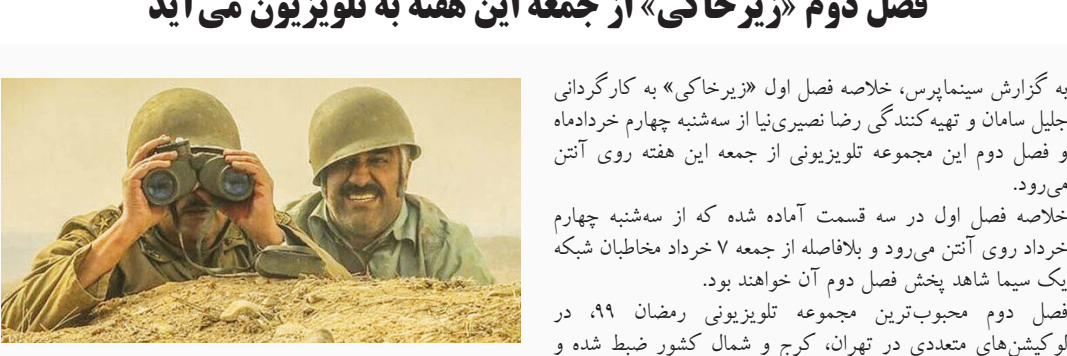 فصل دوم «زیرخاکی» از جمعه این هفته به تلویزیون می‌آید
به گزارش سینماپرس، خلاصه فصل اول «زیرخاکی» به کارگردانی
جلیل سامان و تهیه‌کنندگی رضا نصیری‌نیا از سه‌شنبه چهارم خردادماه
و فصل دوم این مجموعه تلویزیونی از جمعه این هفته روی آنتن
می‌رود.
خلاصه فصل اول در سه قسمت آماده شده که از سه‌شنبه چهارم
خرداد روی آنتن می‌رود و بلافاصله از جمعه ۷ خرداد مخاطبان شبکه
یک سیما شاهد پخش فصل دوم آن خواهند بود.
فصل دوم محبوب‌ترین مجموعه تلویزیونی رمضان ۹۹، در
لوکیشن‌های متعددی در تهران، کرج و شمال کشور ضبط شده و